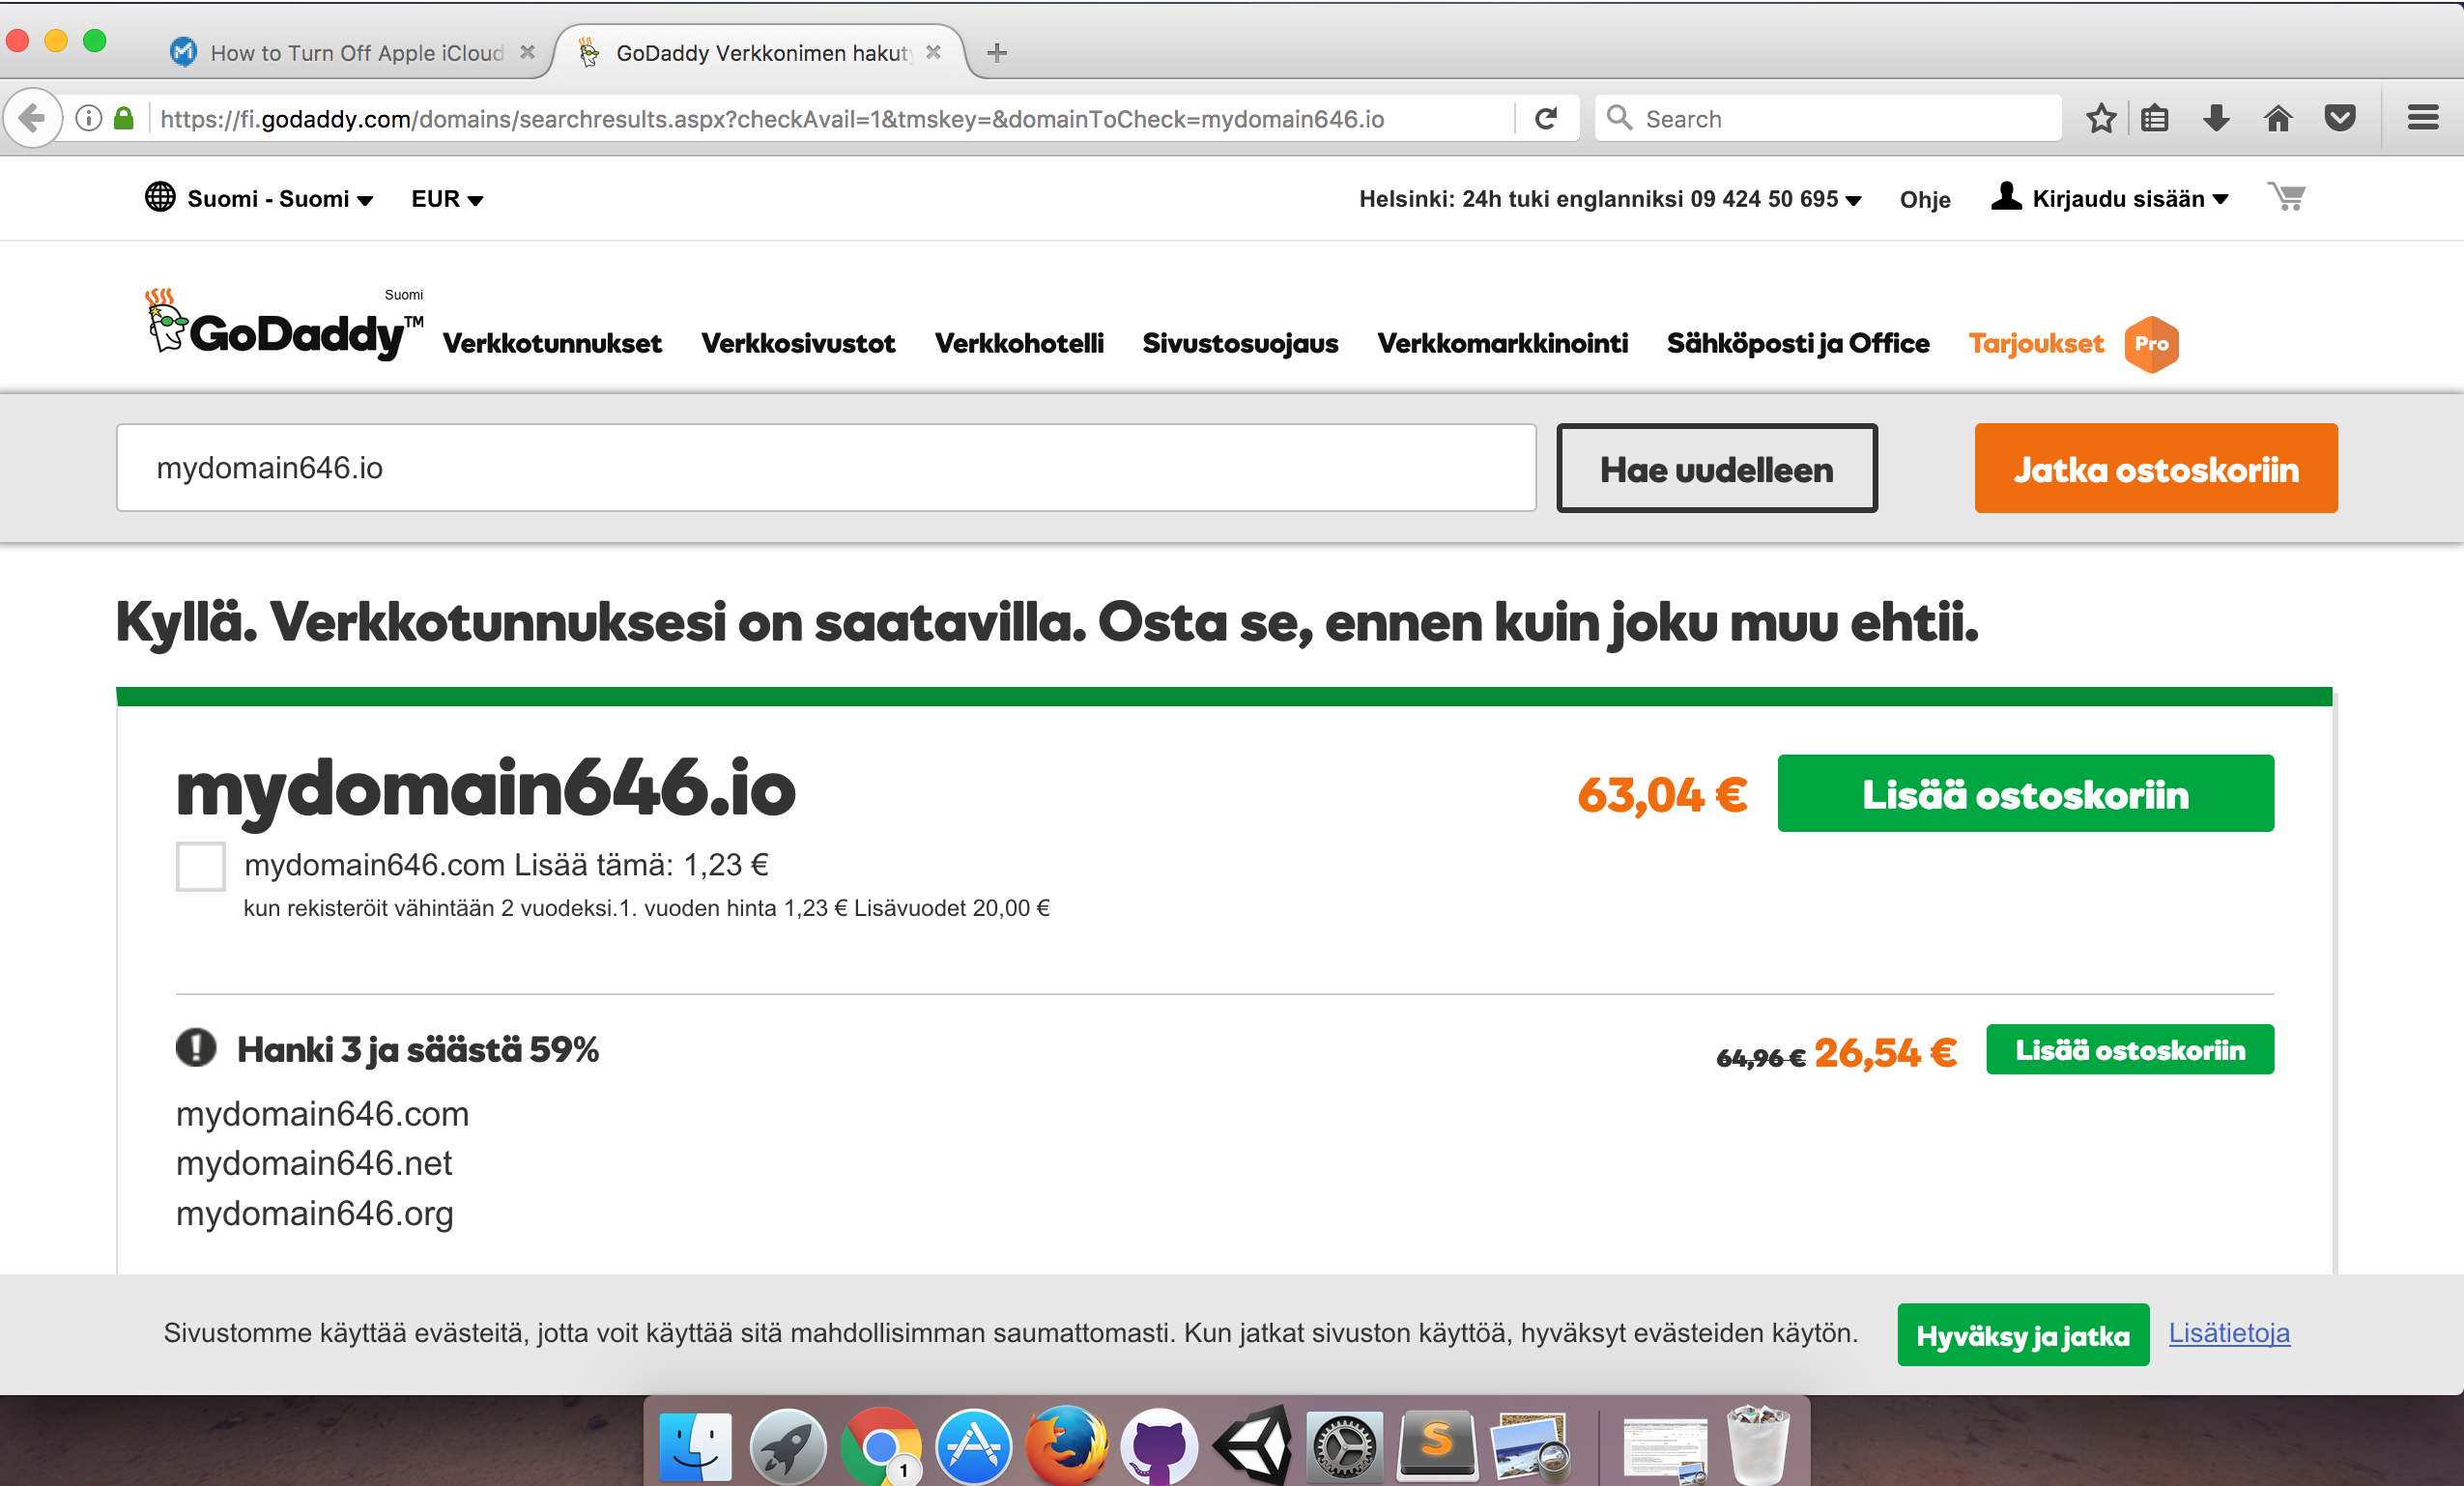 How to Turn Off Apple iCloud
GoDaddy Verkkonimen hakuty
https://fi.godaddy.com/domains/searchresults.aspx?checkAvail=1&tmskey=&domainToCheck=mydomain646.io
Search
Suomi - Suomi
EUR
Helsinki: 24h tuki englanniksi 09 424 50 695
Ohje
Kirjaudu sisään
Suomi
GoDaddy™
Verkkotunnukset
Verkkosivustot
Verkkohotelli
Sivustosuojaus
Verkkomarkkinointi
Sähköposti ja Office
Tarjoukset
Pro
mydomain646.io
Hae uudelleen
Jatka ostoskoriin
Kyllä. Verkkotunnuksesi on saatavilla. Osta se, ennen kuin joku muu ehtii.
mydomain646.io
63,04 €
Lisää ostoskoriin
mydomain646.com Lisää tämä: 1,23 €
kun rekisteröit vähintään 2 vuodeksi.1. vuoden hinta 1,23 € Lisävuodet 20,00 €
Hanki 3 ja säästä 59%
64,96 € 26,54 €
Lisää ostoskoriin
mydomain646.com
mydomain646.net
mydomain646.org
Sivustomme käyttää evästeitä, jotta voit käyttää sitä mahdollisimman saumattomasti. Kun jatkat sivuston käyttöä, hyväksyt evästeiden käytön.
Hyväksy ja jatka
Lisätietoja
1
S